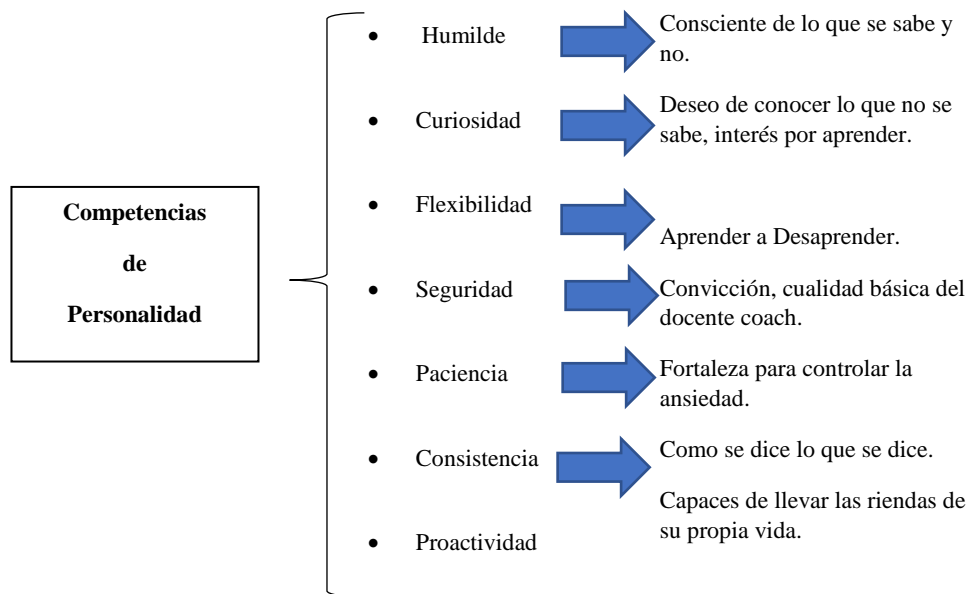 Competencias
de
Personalidad
• Humilde
Consciente de lo que se sabe y
no.
• Curiosidad
Deseo de conocer lo que no se
sabe, interés por aprender.
• Flexibilidad
Aprender a Desaprender.
• Seguridad
Convicción, cualidad básica del
docente coach.
• Paciencia
Fortaleza para controlar la
ansiedad.
• Consistencia
Como se dice lo que se dice.
• Proactividad
Capaces de llevar las riendas de
su propia vida.